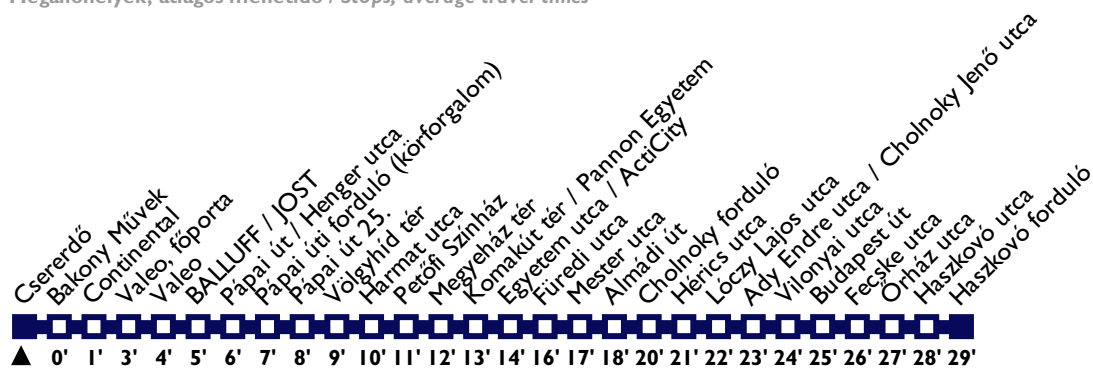 Megállóhelyek, átlagos menetidő / Stops, average travel times
Csererdő
Bakony Művek
Continental
Valeo, főporta
Valeo
BALLUFF / JOST
Pápai út / Henger utca
Pápai úti forduló (körforgalom)
Pápai út 25.
Völgyhíd tér
Harmat utca
Petőfi Színház
Megyeház tér
Komakút tér / Pannon Egyetem
Egyetem utca / ActiCity
Füredi utca
Mester utca
Almádi út
Cholnoky forduló
Hérics utca
Lóczy Lajos utca
Ady Endre utca / Cholnoky Jenő utca
Vilonyai utca
Budapest út
Fecske utca
Őrház utca
Haszkovó utca
Haszkovó forduló
▲ 0' 1' 3' 4' 5' 6' 7' 8' 9' 10' 11' 12' 13' 14' 16' 17' 18' 20' 21' 22' 23' 24' 25' 26' 27' 28' 29'